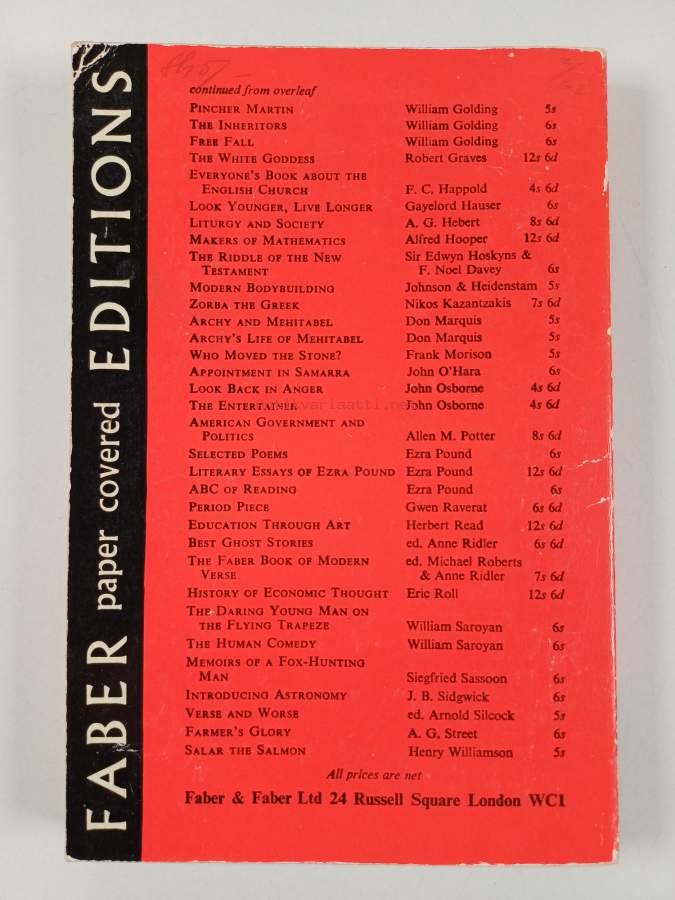 FABER paper covered EDITIONS
continued from overleaf
PINCHER MARTIN William Golding 5s
THE INHERITORS William Golding 6s
FREE FALL William Golding 6s
THE WHITE GODDESS Robert Graves 12s 6d
EVERYONE'S BOOK ABOUT THE
ENGLISH CHURCH F. C. Happold 4s 6d
LOOK YOUNGER, LIVE LONGER Gayelord Hauser 6s
LITURGY AND SOCIETY A. G. Hebert 8s 6d
MAKERS OF MATHEMATICS Alfred Hooper 12s 6d
THE RIDDLE OF THE NEW Sir Edwyn Hoskyns &
TESTAMENT F. Noel Davey 6s
MODERN BODYBUILDING Johnson & Heidenstam 5s
ZORBA THE GREEK Nikos Kazantzakis 7s 6d
ARCHY AND MEHITABEL Don Marquis 5s
ARCHY'S LIFE OF MEHITABEL Don Marquis 5s
WHO MOVED THE STONE? Frank Morison 5s
APPOINTMENT IN SAMARRA John O'Hara 6s
LOOK BACK IN ANGER John Osborne 4s 6d
THE ENTERTAINER John Osborne 4s 6d
AMERICAN GOVERNMENT AND
POLITICS Allen M. Potter 8s 6d
SELECTED POEMS Ezra Pound 6s
LITERARY ESSAYS OF EZRA POUND Ezra Pound 12s 6d
ABC OF READING Ezra Pound 6s
PERIOD PIECE Gwen Raverat 6s 6d
EDUCATION THROUGH ART Herbert Read 12s 6d
BEST GHOST STORIES ed. Anne Ridler 6s 6d
THE FABER BOOK OF MODERN ed. Michael Roberts
VERSE & Anne Ridler 7s 6d
HISTORY OF ECONOMIC THOUGHT Eric Roll 12s 6d
THE DARING YOUNG MAN ON
THE FLYING TRAPEZE William Saroyan 6s
THE HUMAN COMEDY William Saroyan 6s
MEMOIRS OF A FOX-HUNTING
MAN Siegfried Sassoon 6s
INTRODUCING ASTRONOMY J. B. Sidgwick 6s
VERSE AND WORSE ed. Arnold Silcock 5s
FARMER'S GLORY A. G. Street 6s
SALAR THE SALMON Henry Williamson 5s
All prices are net
Faber & Faber Ltd 24 Russell Square London WC1